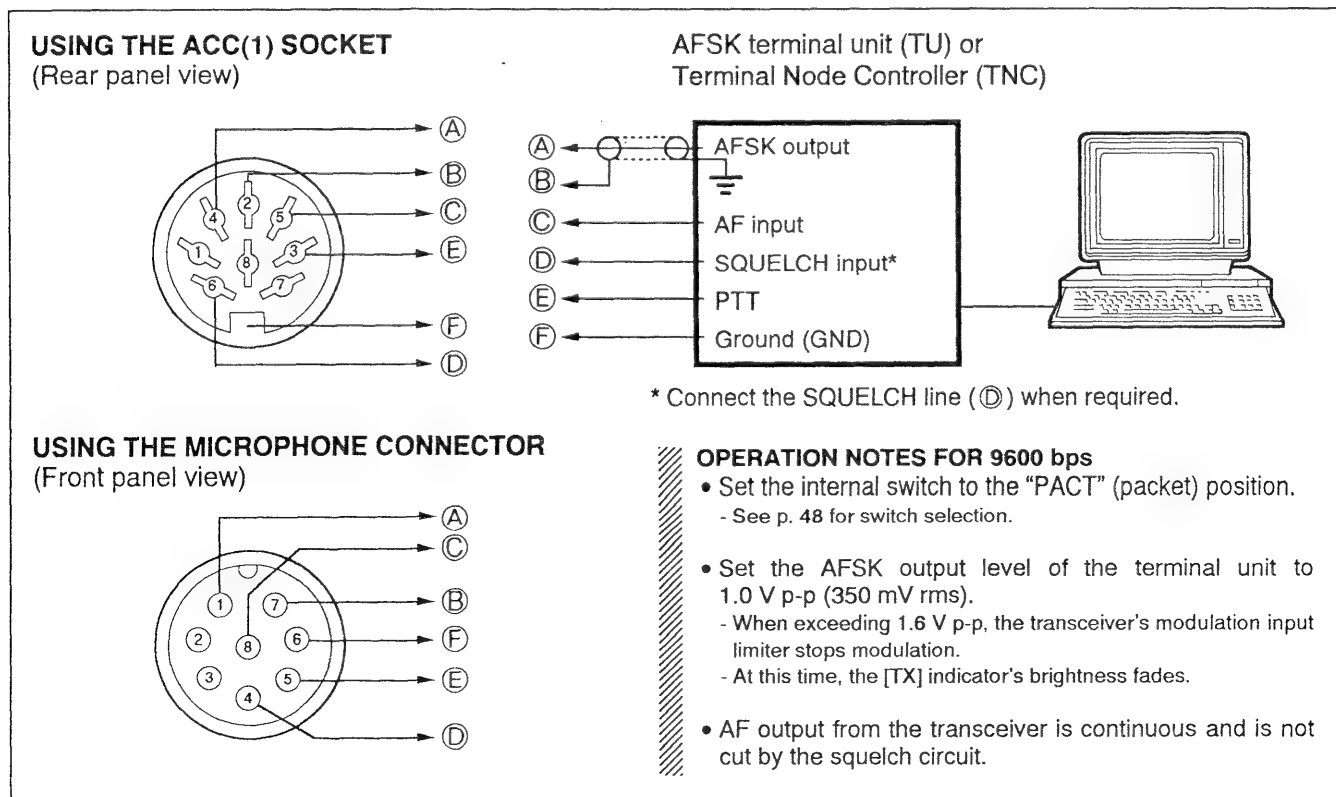 USING THE ACC(1) SOCKET
(Rear panel view)
AFSK terminal unit (TU) or
Terminal Node Controller (TNC)
Ⓐ
Ⓑ
Ⓒ
Ⓔ
Ⓕ
Ⓓ
4
2
5
1
8
3
6
7
Ⓐ AFSK output
Ⓑ
Ⓒ AF input
Ⓓ SQUELCH input*
Ⓔ PTT
Ⓕ Ground (GND)
* Connect the SQUELCH line (Ⓓ) when required.
USING THE MICROPHONE CONNECTOR
(Front panel view)
Ⓐ
Ⓒ
Ⓑ
Ⓕ
Ⓔ
Ⓓ
1
7
2
8
6
3
5
4
OPERATION NOTES FOR 9600 bps
• Set the internal switch to the “PACT” (packet) position.
- See p. 48 for switch selection.
• Set the AFSK output level of the terminal unit to
1.0 V p-p (350 mV rms).
- When exceeding 1.6 V p-p, the transceiver's modulation input
limiter stops modulation.
- At this time, the [TX] indicator's brightness fades.
• AF output from the transceiver is continuous and is not
cut by the squelch circuit.